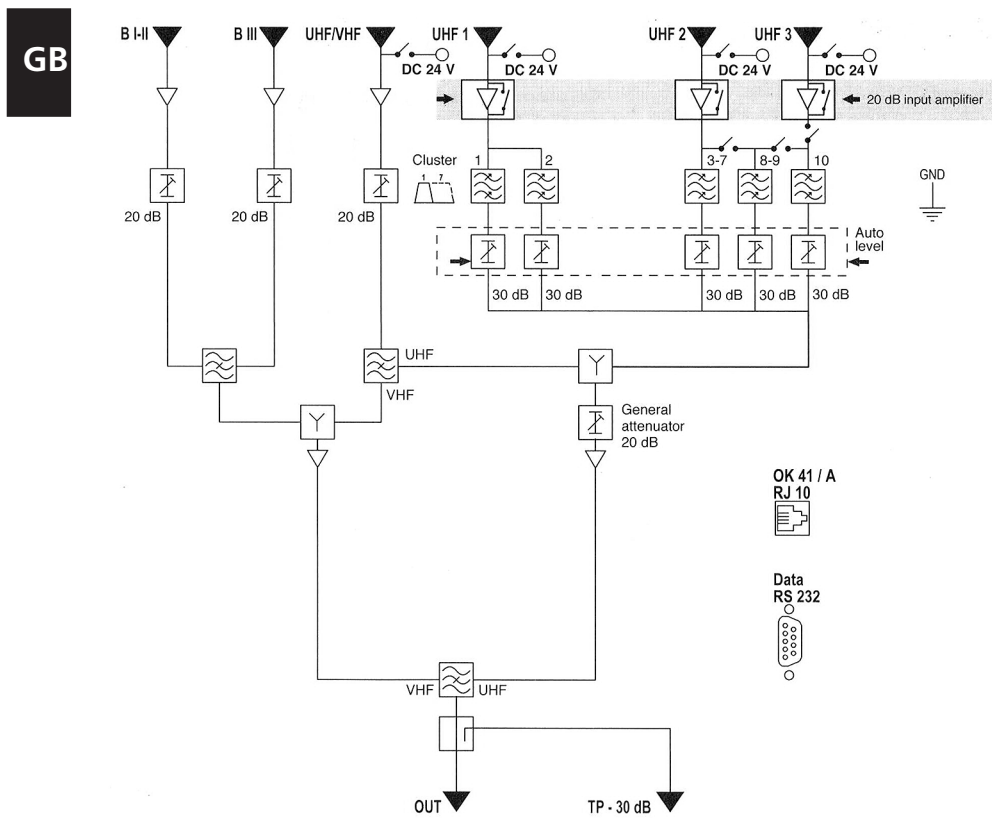 GB
B I-II
B III
UHF/VHF
UHF 1
UHF 2
UHF 3
DC 24 V
DC 24 V
DC 24 V
DC 24 V
20 dB input amplifier
Cluster
1 7
1
2
3-7
8-9
10
GND
20 dB
20 dB
20 dB
Auto
level
30 dB
30 dB
30 dB
30 dB
30 dB
UHF
VHF
General
attenuator
20 dB
OK 41 / A
RJ 10
Data
RS 232
VHF
UHF
OUT
TP - 30 dB